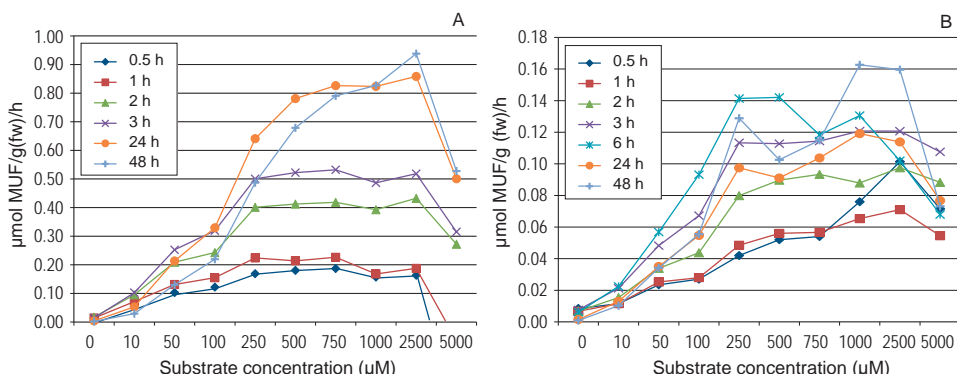 A
µmol MUF/g(fw)/h
1.00
0.90
0.80
0.70
0.60
0.50
0.40
0.30
0.20
0.10
0.00
0.5 h
1 h
2 h
3 h
24 h
48 h
0 10 50 100 250 500 750 1000 2500 5000
Substrate concentration (µM)
B
µmol MUF/g (fw)/h
0.18
0.16
0.14
0.12
0.10
0.08
0.06
0.04
0.02
0.00
0.5 h
1 h
2 h
3 h
6 h
24 h
48 h
0 10 50 100 250 500 750 1000 2500 5000
Substrate concentration (µM)